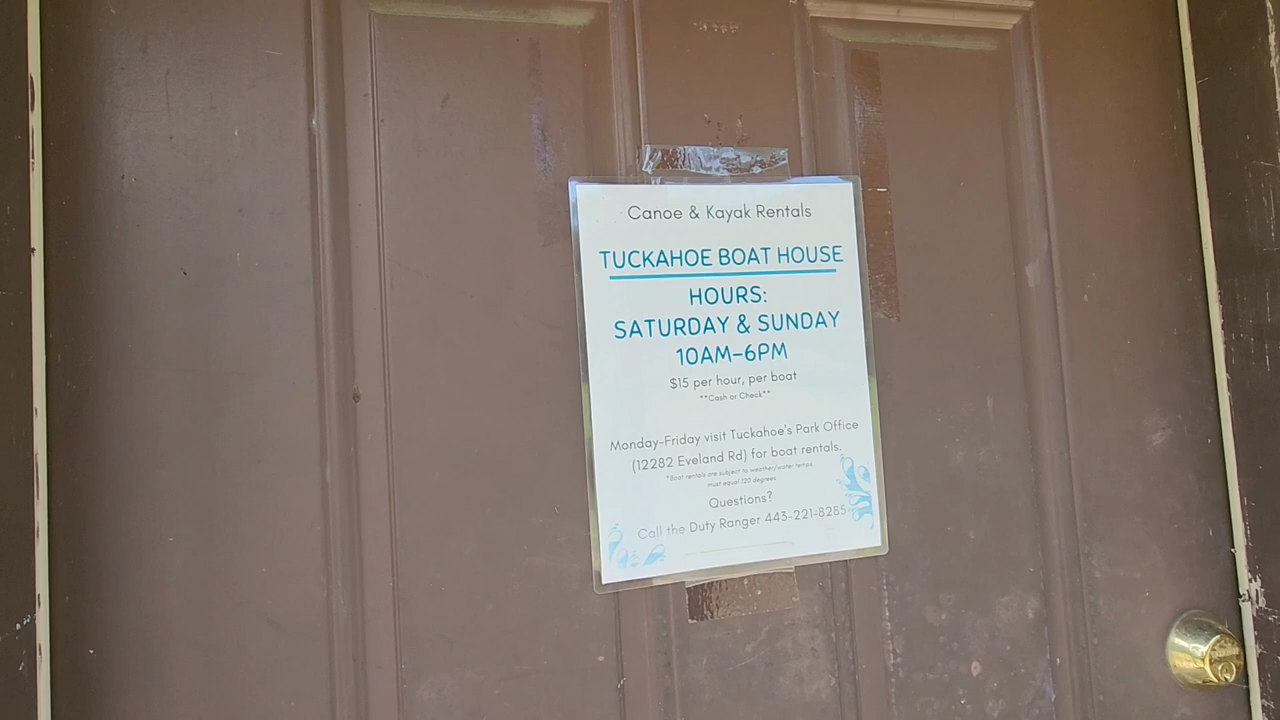 Canoe & Kayak Rentals
TUCKAHOE BOAT HOUSE
HOURS:
SATURDAY & SUNDAY
10AM-6PM
$15 per hour, per boat
**Cash or Check**
Monday-Friday visit Tuckahoe's Park Office
(12282 Eveland Rd) for boat rentals.
*Boat rentals are subject to weather/water temps.
must equal 120 degrees
Questions?
Call the Duty Ranger 443-221-8285